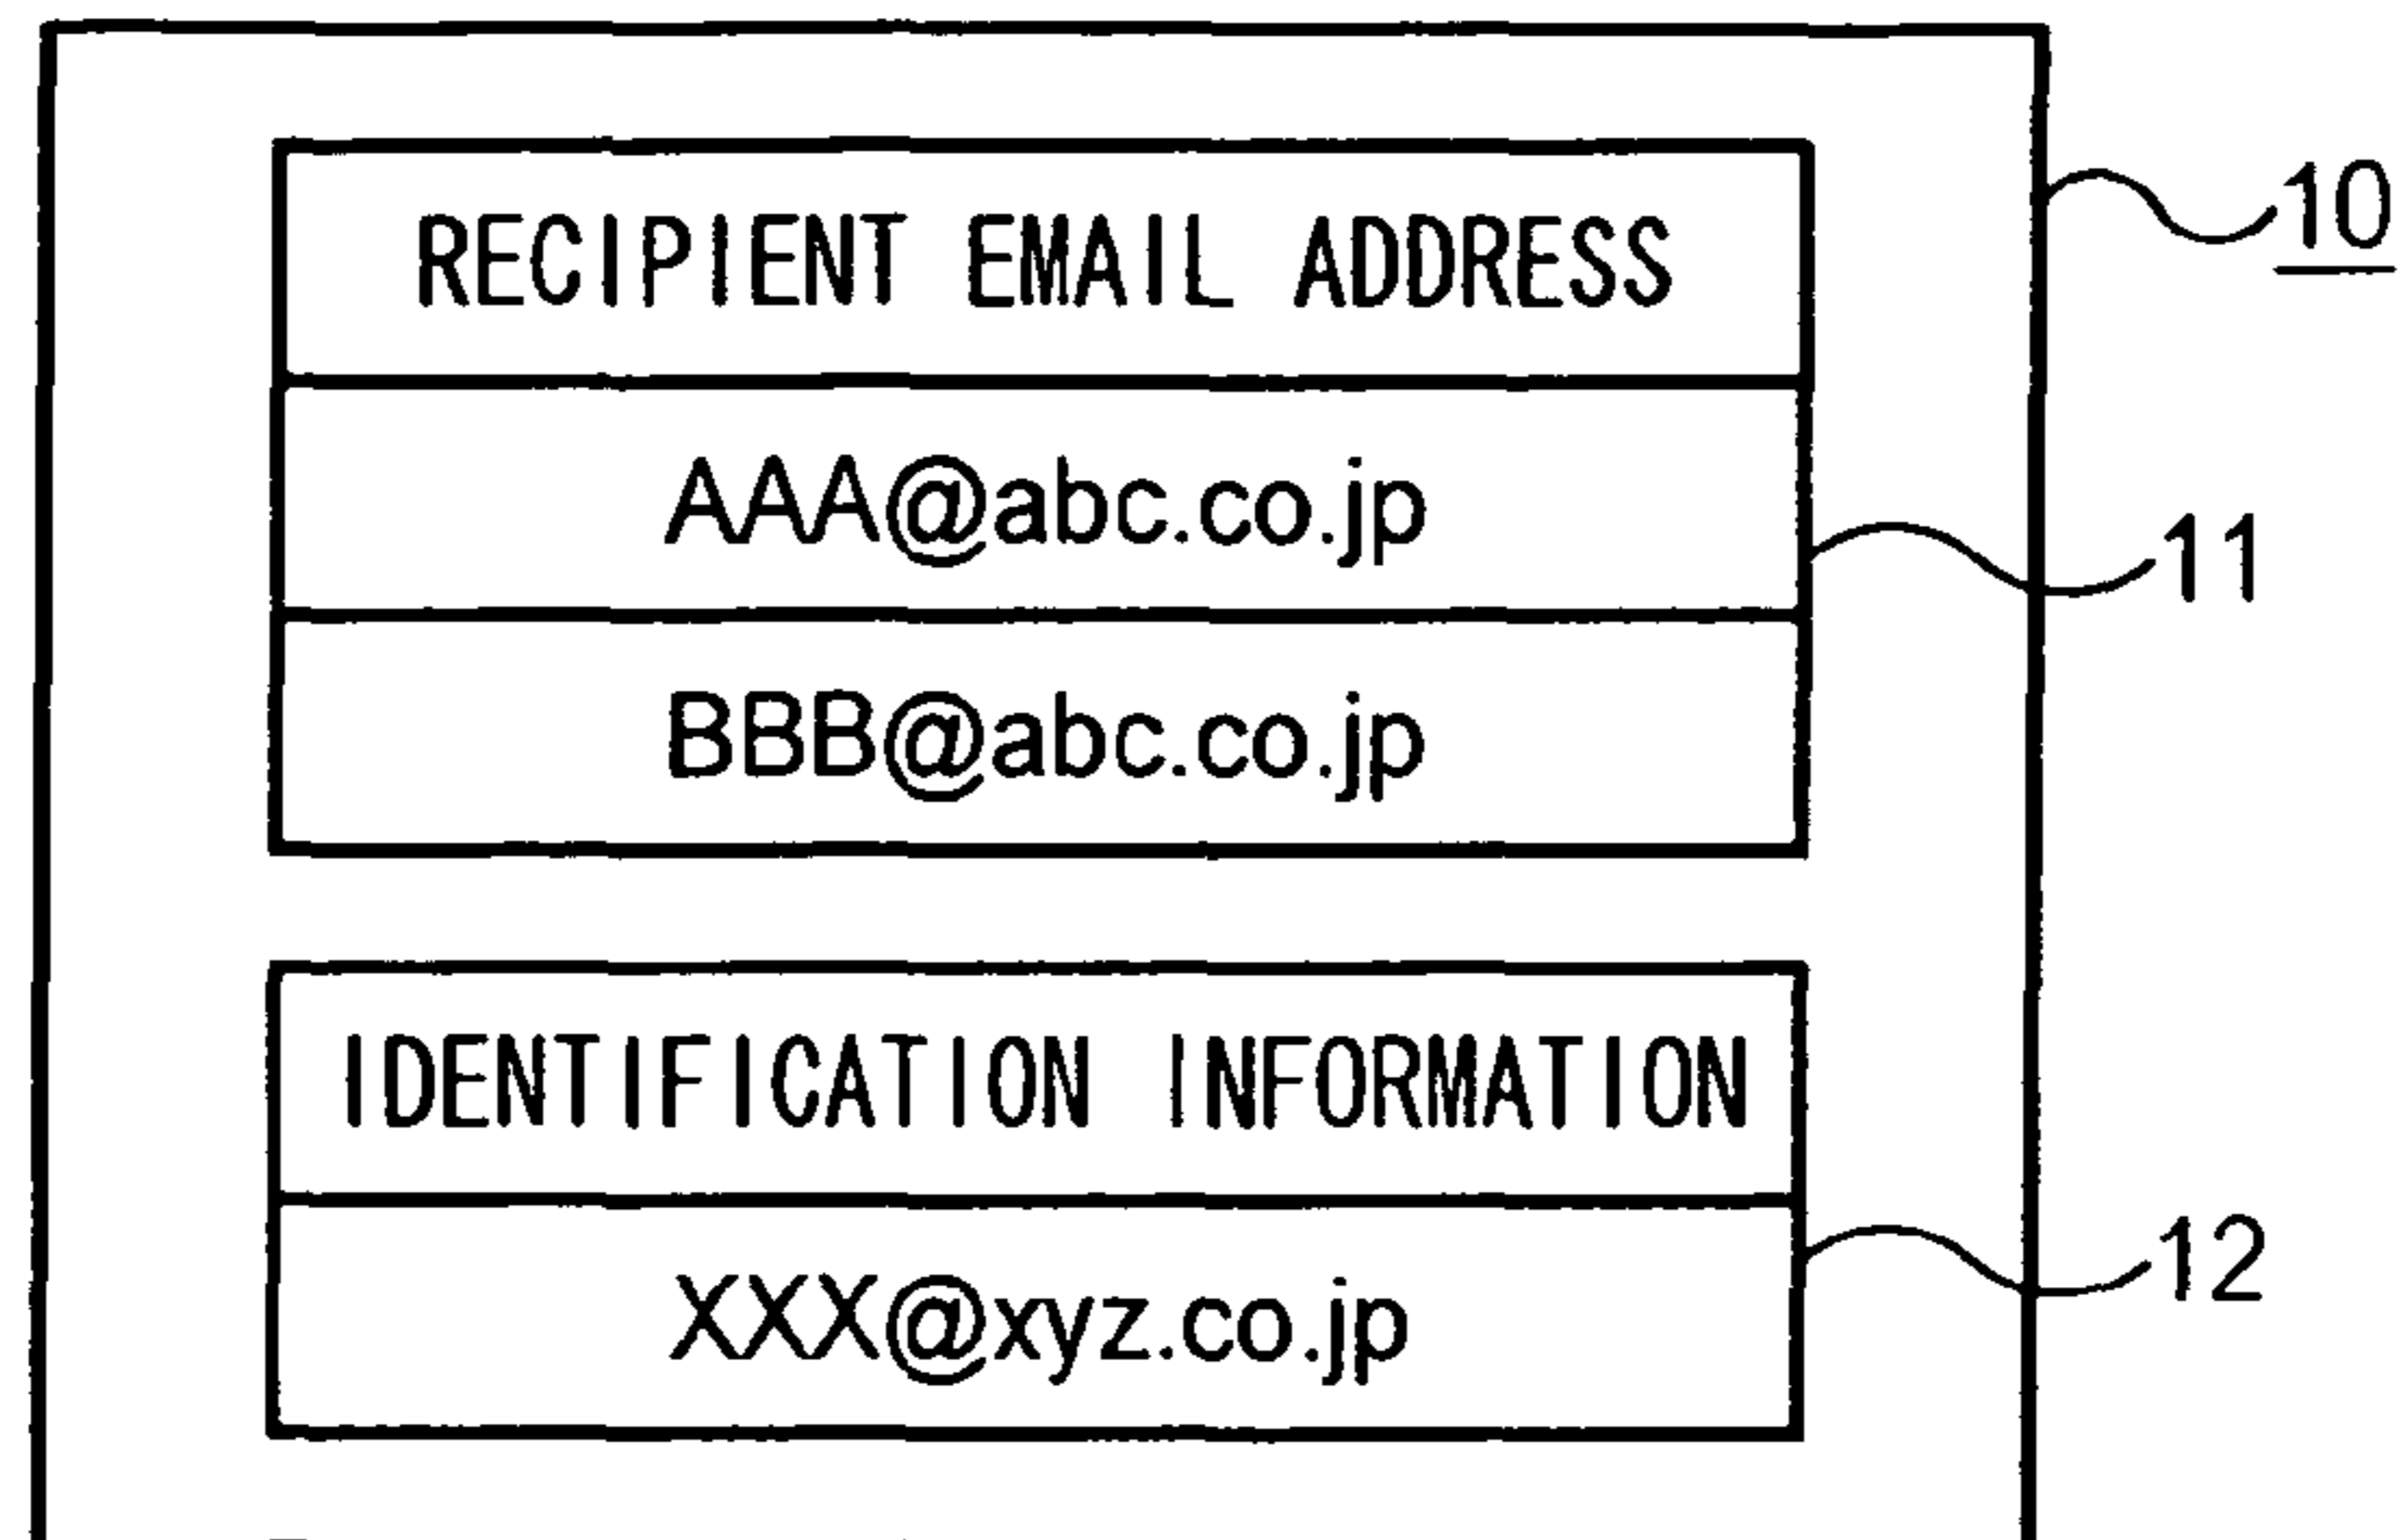 RECIPIENT EMAIL ADDRESS
10
AAA@abc.co.jp
11
BBB@abc.co.jp
IDENTIFICATION INFORMATION
XXX@xyz.co.jp
12